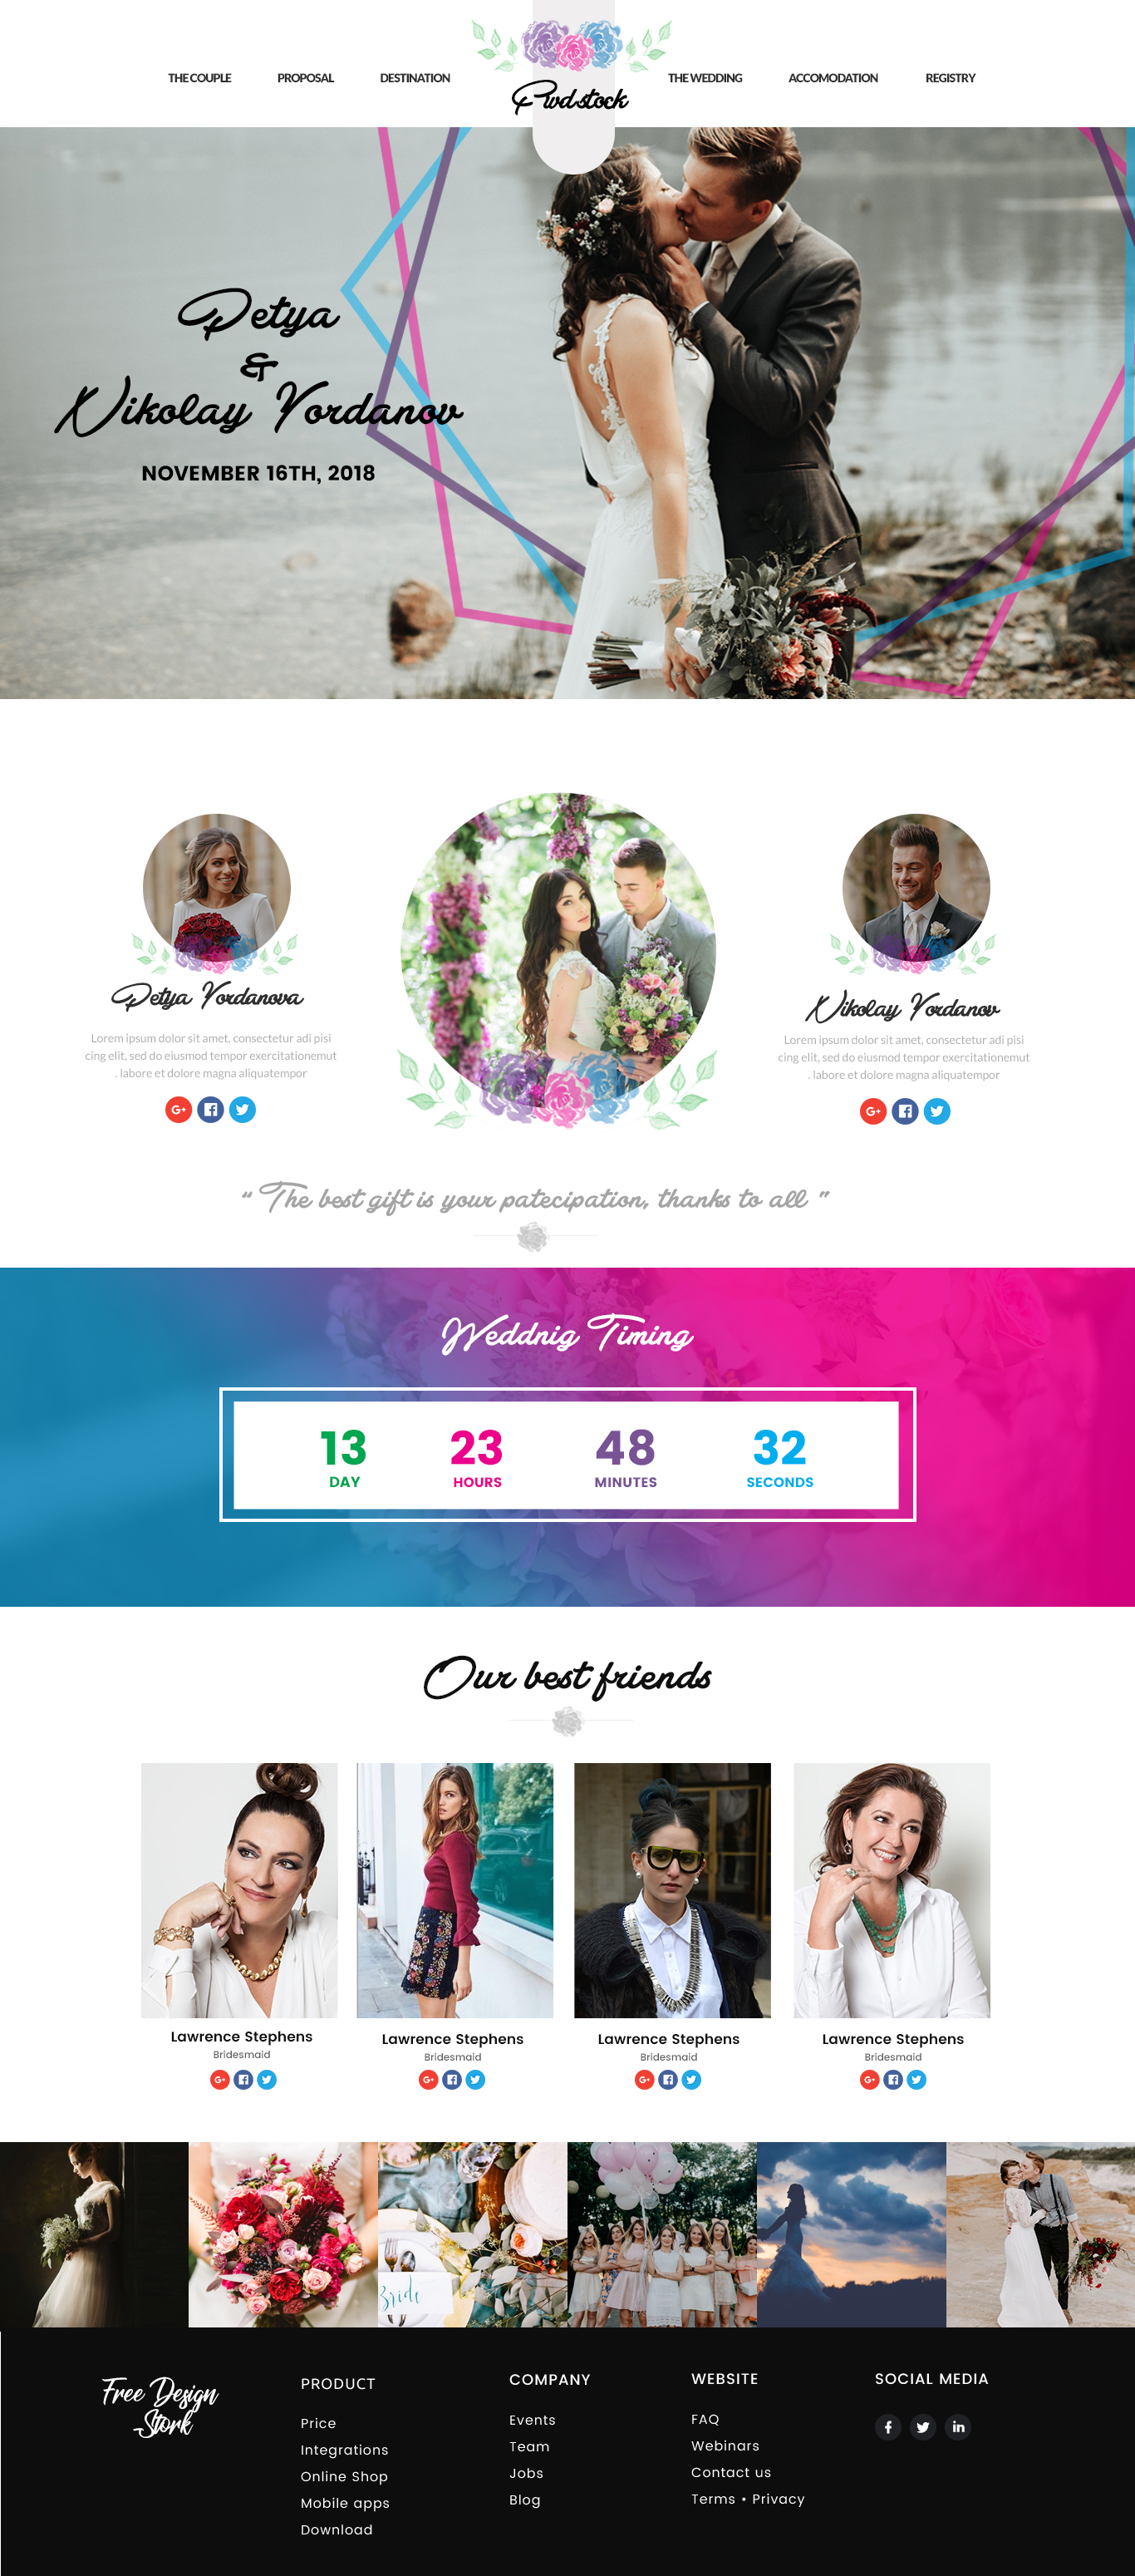 THE COUPLE PROPOSAL DESTINATION THE WEDDING ACCOMODATION REGISTRY
Pwdstock
Petya
&
Nikolay Yordanov
NOVEMBER 16TH, 2018
Petya Yordanova
Lorem ipsum dolor sit amet, consectetur adi pisi
cing elit, sed do eiusmod tempor exercitationemut
. labore et dolore magna aliquatempor
G+
Nikolay Yordanov
Lorem ipsum dolor sit amet, consectetur adi pisi
cing elit, sed do eiusmod tempor exercitationemut
. labore et dolore magna aliquatempor
G+
“ The best gift is your patecipation, thanks to all ”
Weddnig Timing
13 23 48 32
DAY HOURS MINUTES SECONDS
Our best friends
Lawrence Stephens
Bridesmaid
G+
Lawrence Stephens
Bridesmaid
G+
Lawrence Stephens
Bridesmaid
G+
Lawrence Stephens
Bridesmaid
G+
Bride
Free Design
Stork
PRODUCT
Price
Integrations
Online Shop
Mobile apps
Download
COMPANY
Events
Team
Jobs
Blog
WEBSITE
FAQ
Webinars
Contact us
Terms • Privacy
SOCIAL MEDIA
f
in